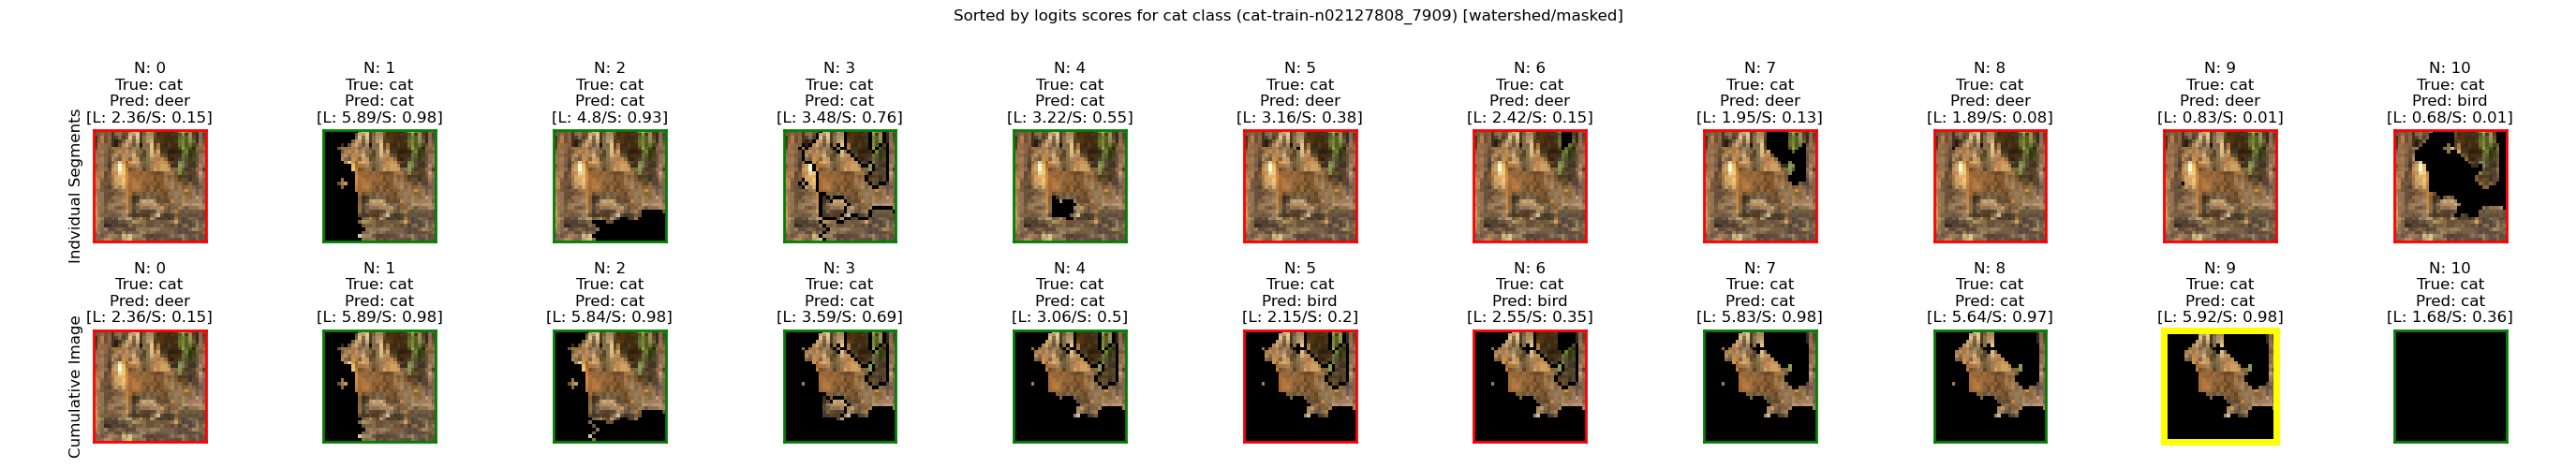 Sorted by logits scores for cat class (cat-train-n02127808_7909) [watershed/masked]
Indvidual Segments
N: 0
True: cat
Pred: deer
[L: 2.36/S: 0.15]
N: 1
True: cat
Pred: cat
[L: 5.89/S: 0.98]
N: 2
True: cat
Pred: cat
[L: 4.8/S: 0.93]
N: 3
True: cat
Pred: cat
[L: 3.48/S: 0.76]
N: 4
True: cat
Pred: cat
[L: 3.22/S: 0.55]
N: 5
True: cat
Pred: deer
[L: 3.16/S: 0.38]
N: 6
True: cat
Pred: deer
[L: 2.42/S: 0.15]
N: 7
True: cat
Pred: deer
[L: 1.95/S: 0.13]
N: 8
True: cat
Pred: deer
[L: 1.89/S: 0.08]
N: 9
True: cat
Pred: deer
[L: 0.83/S: 0.01]
N: 10
True: cat
Pred: bird
[L: 0.68/S: 0.01]
Cumulative Image
N: 0
True: cat
Pred: deer
[L: 2.36/S: 0.15]
N: 1
True: cat
Pred: cat
[L: 5.89/S: 0.98]
N: 2
True: cat
Pred: cat
[L: 5.84/S: 0.98]
N: 3
True: cat
Pred: cat
[L: 3.59/S: 0.69]
N: 4
True: cat
Pred: cat
[L: 3.06/S: 0.5]
N: 5
True: cat
Pred: bird
[L: 2.15/S: 0.2]
N: 6
True: cat
Pred: bird
[L: 2.55/S: 0.35]
N: 7
True: cat
Pred: cat
[L: 5.83/S: 0.98]
N: 8
True: cat
Pred: cat
[L: 5.64/S: 0.97]
N: 9
True: cat
Pred: cat
[L: 5.92/S: 0.98]
N: 10
True: cat
Pred: cat
[L: 1.68/S: 0.36]